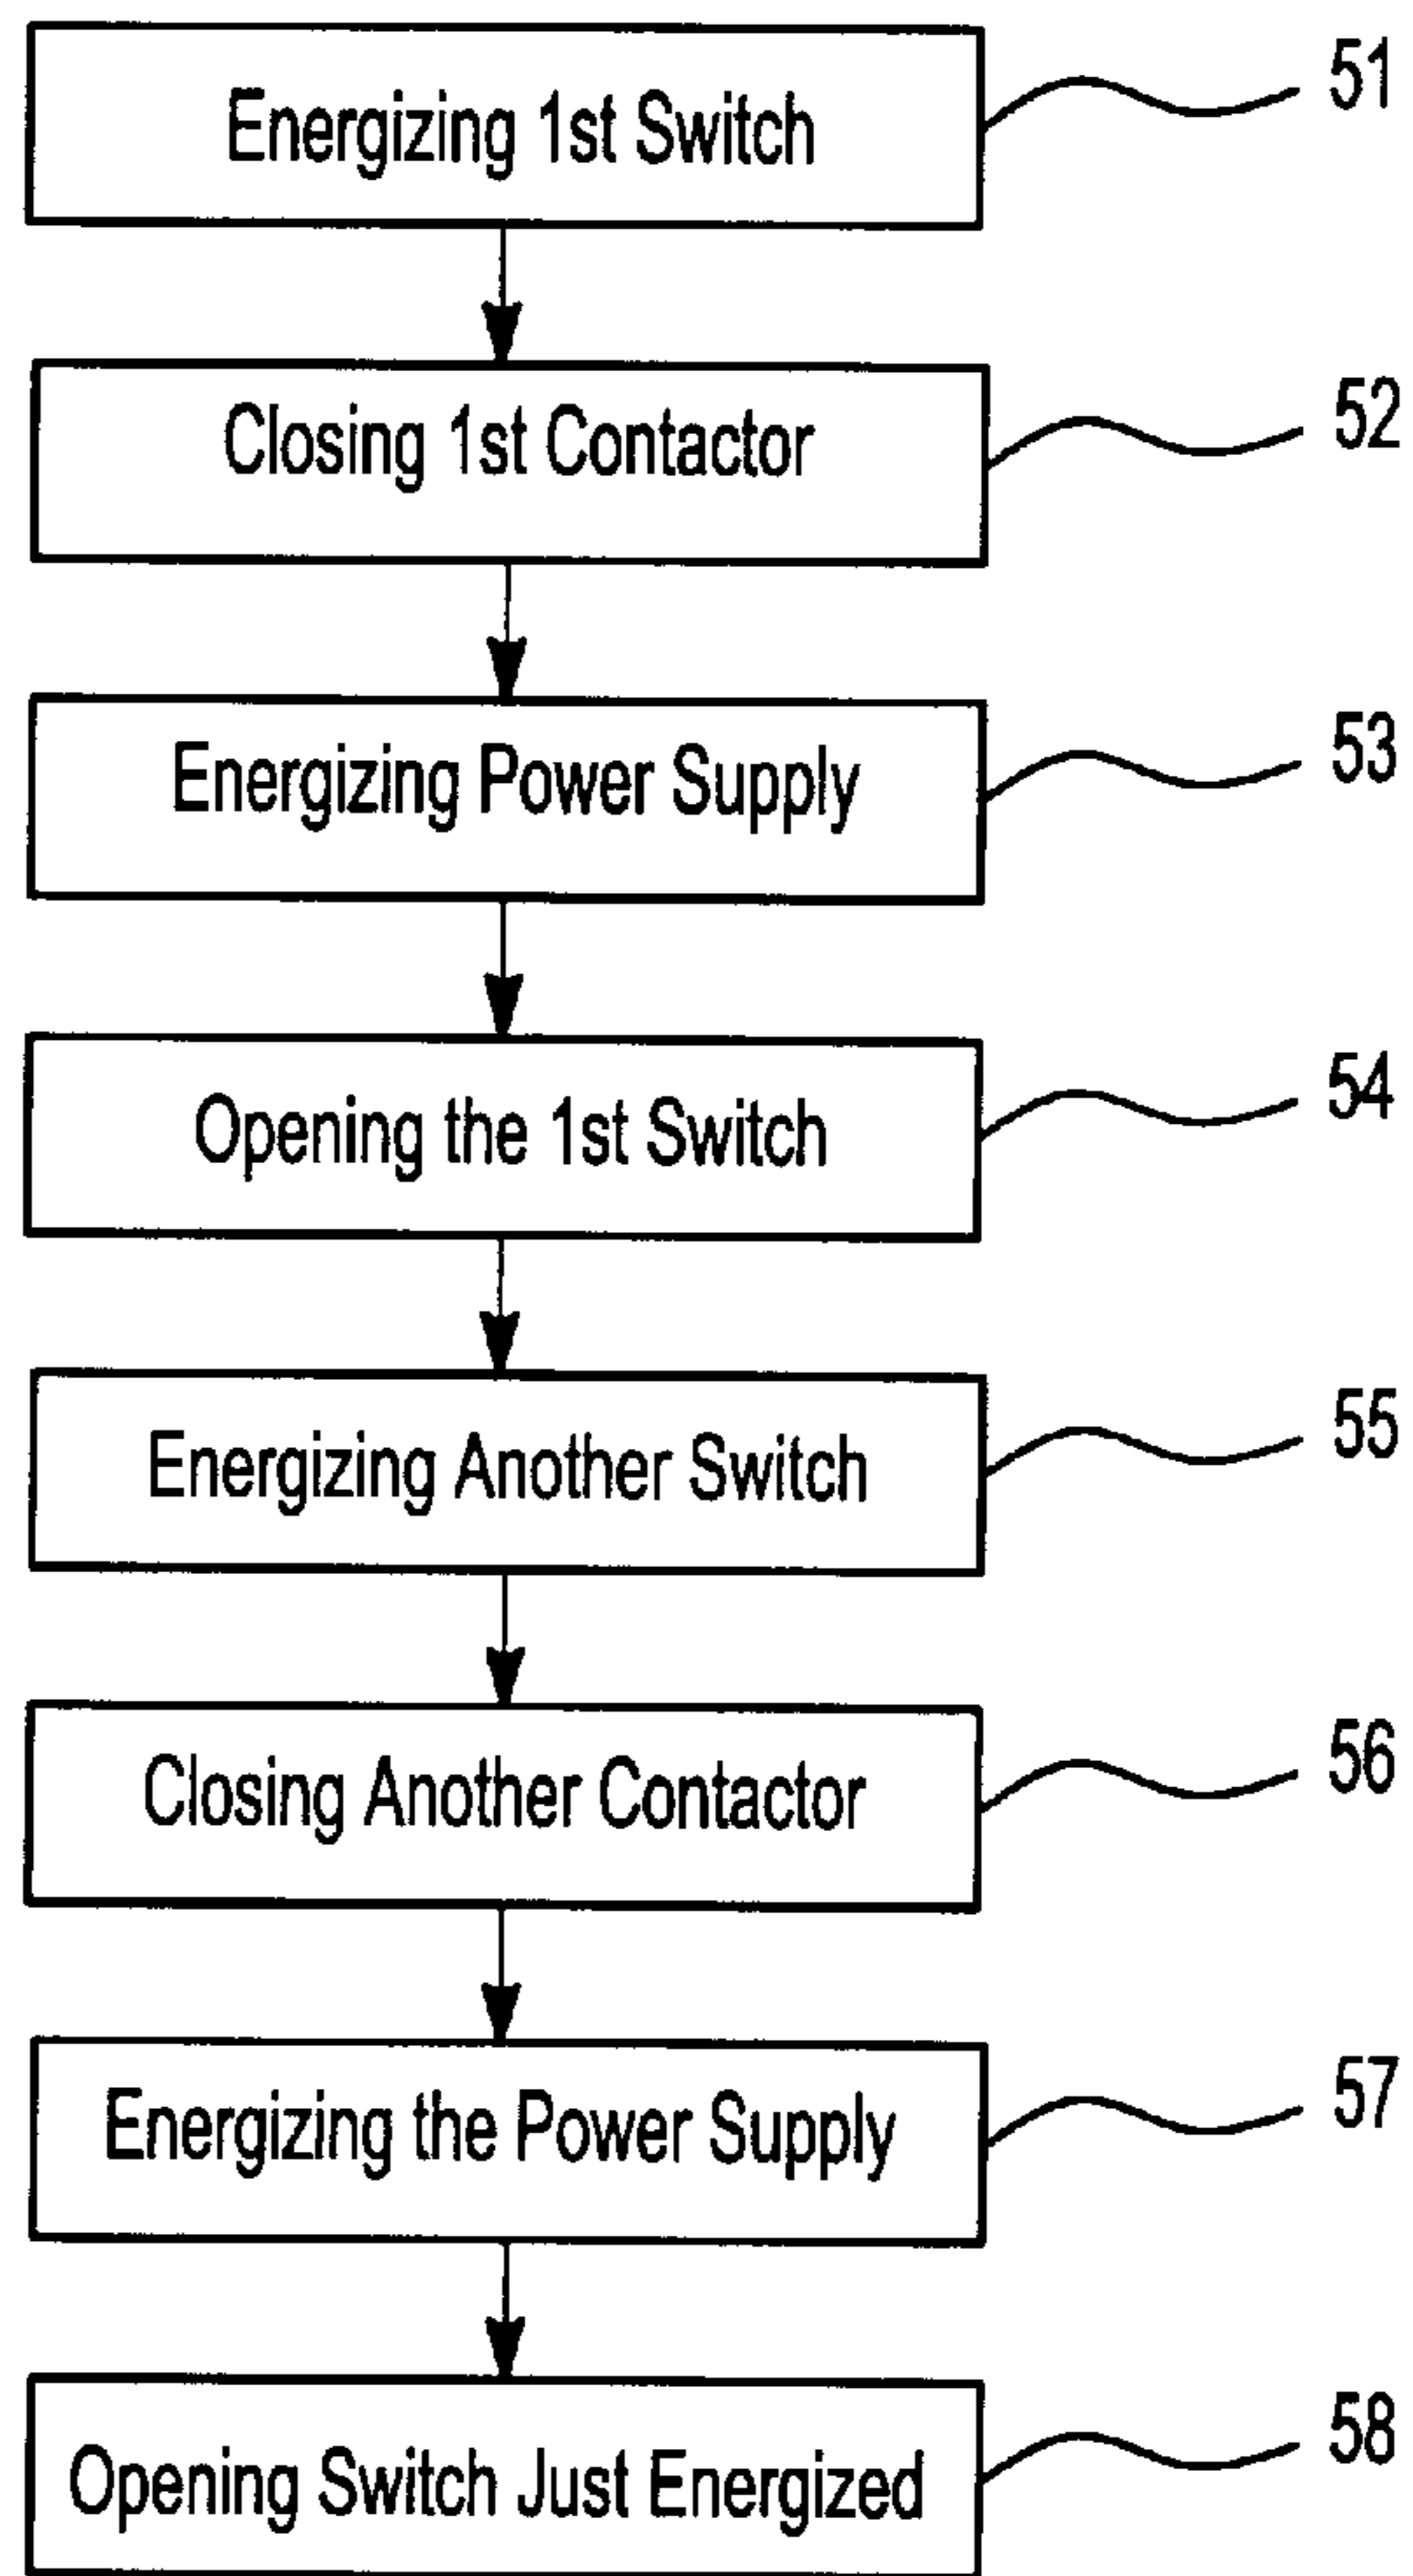 Energizing 1st Switch 51
Closing 1st Contactor 52
Energizing Power Supply 53
Opening the 1st Switch 54
Energizing Another Switch 55
Closing Another Contactor 56
Energizing the Power Supply 57
Opening Switch Just Energized 58